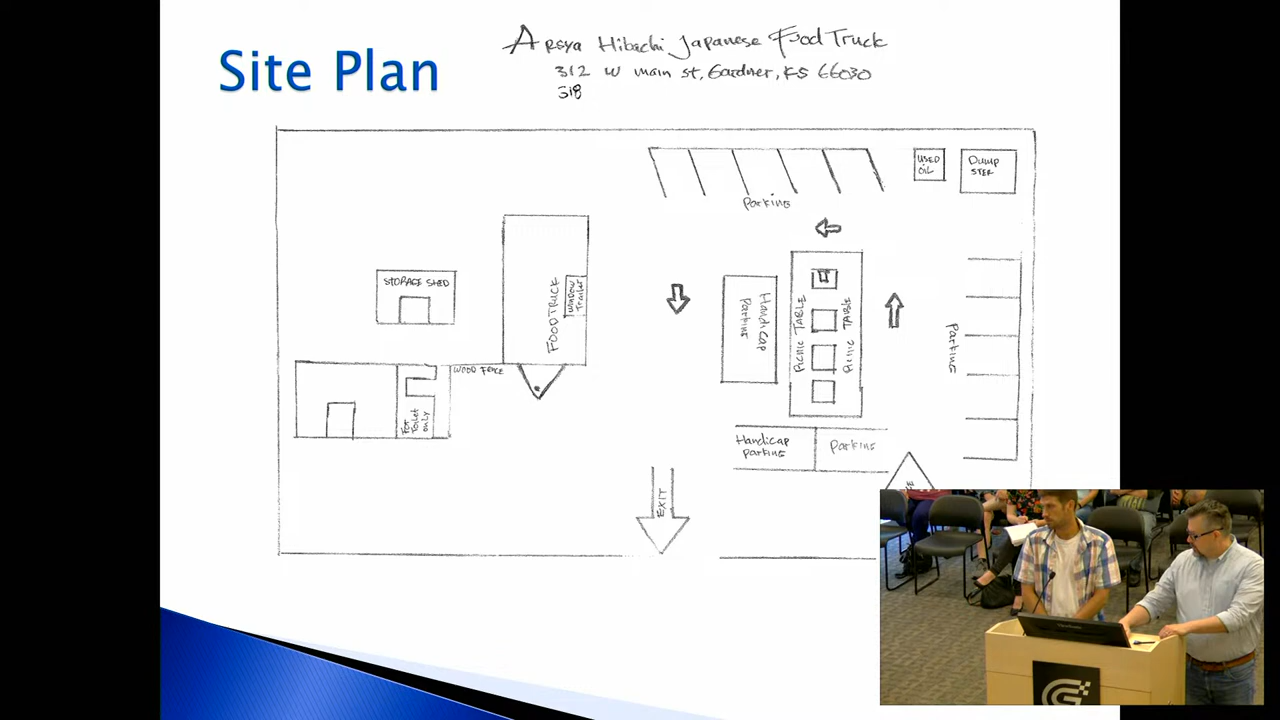 Site Plan
Arsya Hibachi Japanese Food Truck
312 W main st, Gardner, KS 66030
318
USED OIL
Dump STER
Parking
STORAGE SHED
FOOD TRUCK
WINDOW Trailer
Handicap Parking
PICNIC TABLE
PICNIC TABLE
Parking
WOOD FENCE
For Toilet only
Handicap Parking
Parking
EXIT